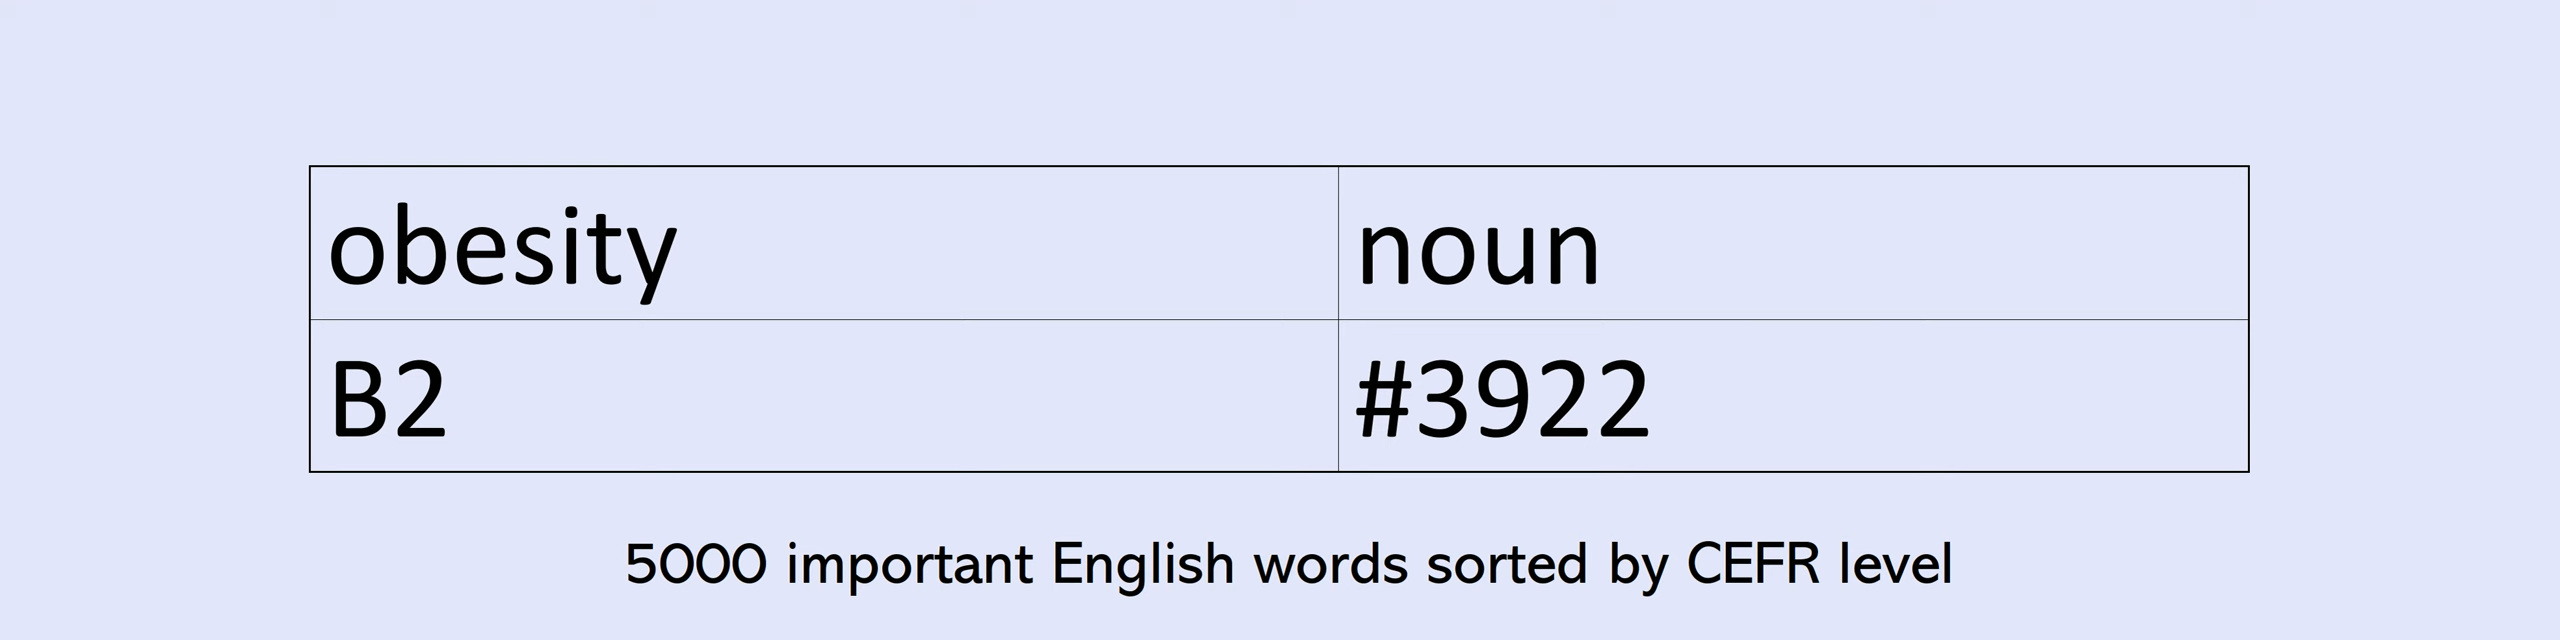 obesity noun
B2 #3922
5000 important English words sorted by CEFR level